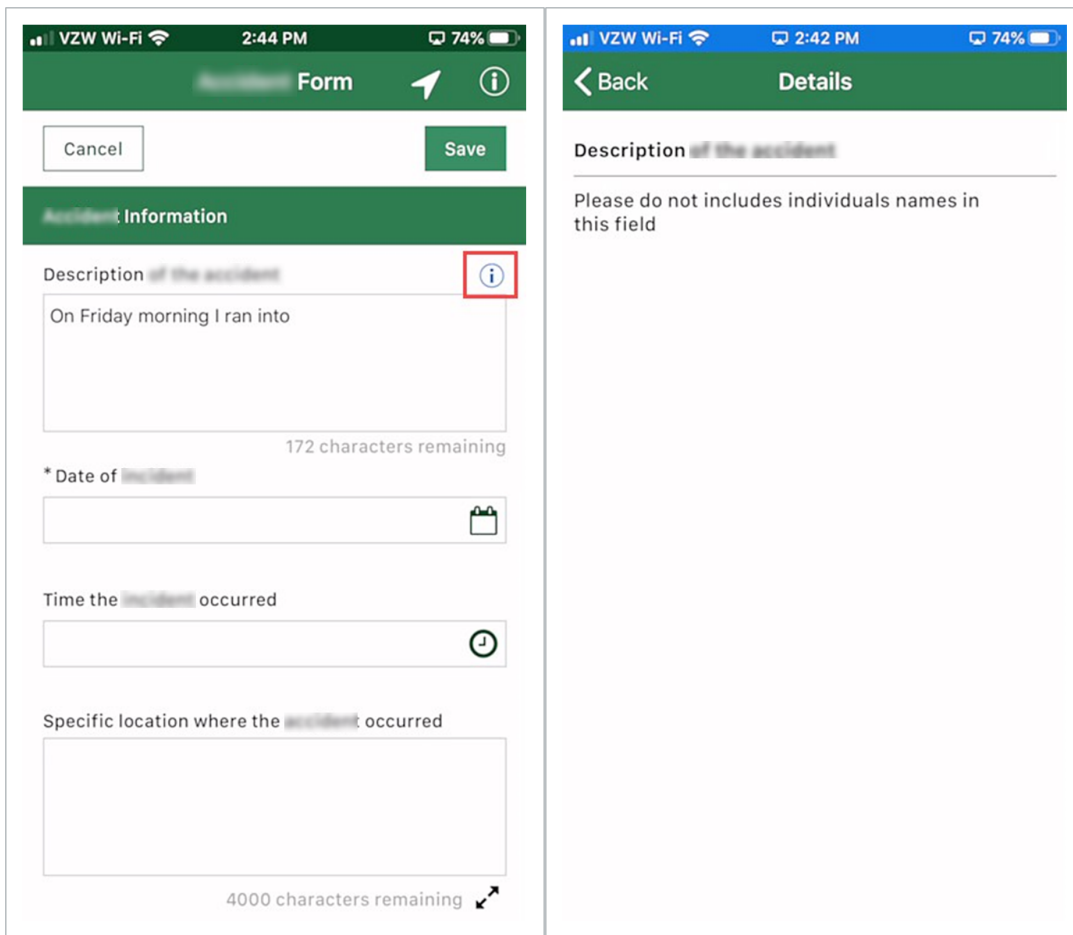 VZW Wi-Fi 2:44 PM 74%
Form
Cancel Save
Information
Description
On Friday morning I ran into
172 characters remaining
* Date of
Time the occurred
Specific location where the occurred
4000 characters remaining
VZW Wi-Fi 2:42 PM 74%
Back Details
Description
Please do not includes individuals names in
this field